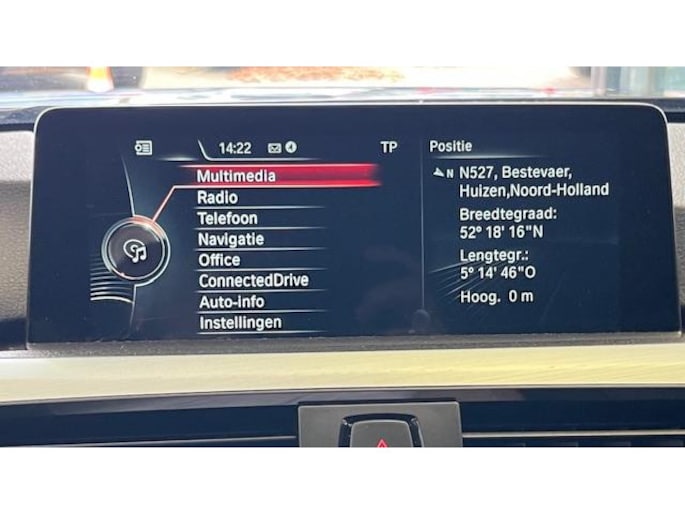 14:22
TP
Multimedia
Radio
Telefoon
Navigatie
Office
ConnectedDrive
Auto-info
Instellingen
Positie
N N527, Bestevaer,
Huizen,Noord-Holland
Breedtegraad:
52° 18' 16"N
Lengtegr.:
5° 14' 46"O
Hoog. 0 m